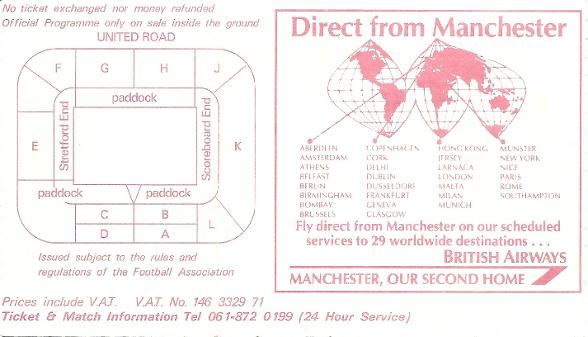 No ticket exchanged nor money refunded
Official Programme only on sale inside the ground
UNITED ROAD
F G H J
paddock
Stretford End
Scoreboard End
E K
paddock paddock
C B
D A L
Issued subject to the rules and
regulations of the Football Association
Prices include V.A.T. V.A.T. No. 146 3329 71
Ticket & Match Information Tel 061-872 0199 (24 Hour Service)
Direct from Manchester
ABERDEEN COPENHAGEN HONG KONG MUNSTER
AMSTERDAM CORK JERSEY NEW YORK
ATHENS DELHI LARNACA NICE
BELFAST DUBLIN LONDON PARIS
BERLIN DUSSELDORF MALTA ROME
BIRMINGHAM FRANKFURT MILAN SOUTHAMPTON
BOMBAY GENEVA MUNICH
BRUSSELS GLASGOW
Fly direct from Manchester on our scheduled
services to 29 worldwide destinations . . .
BRITISH AIRWAYS
MANCHESTER, OUR SECOND HOME